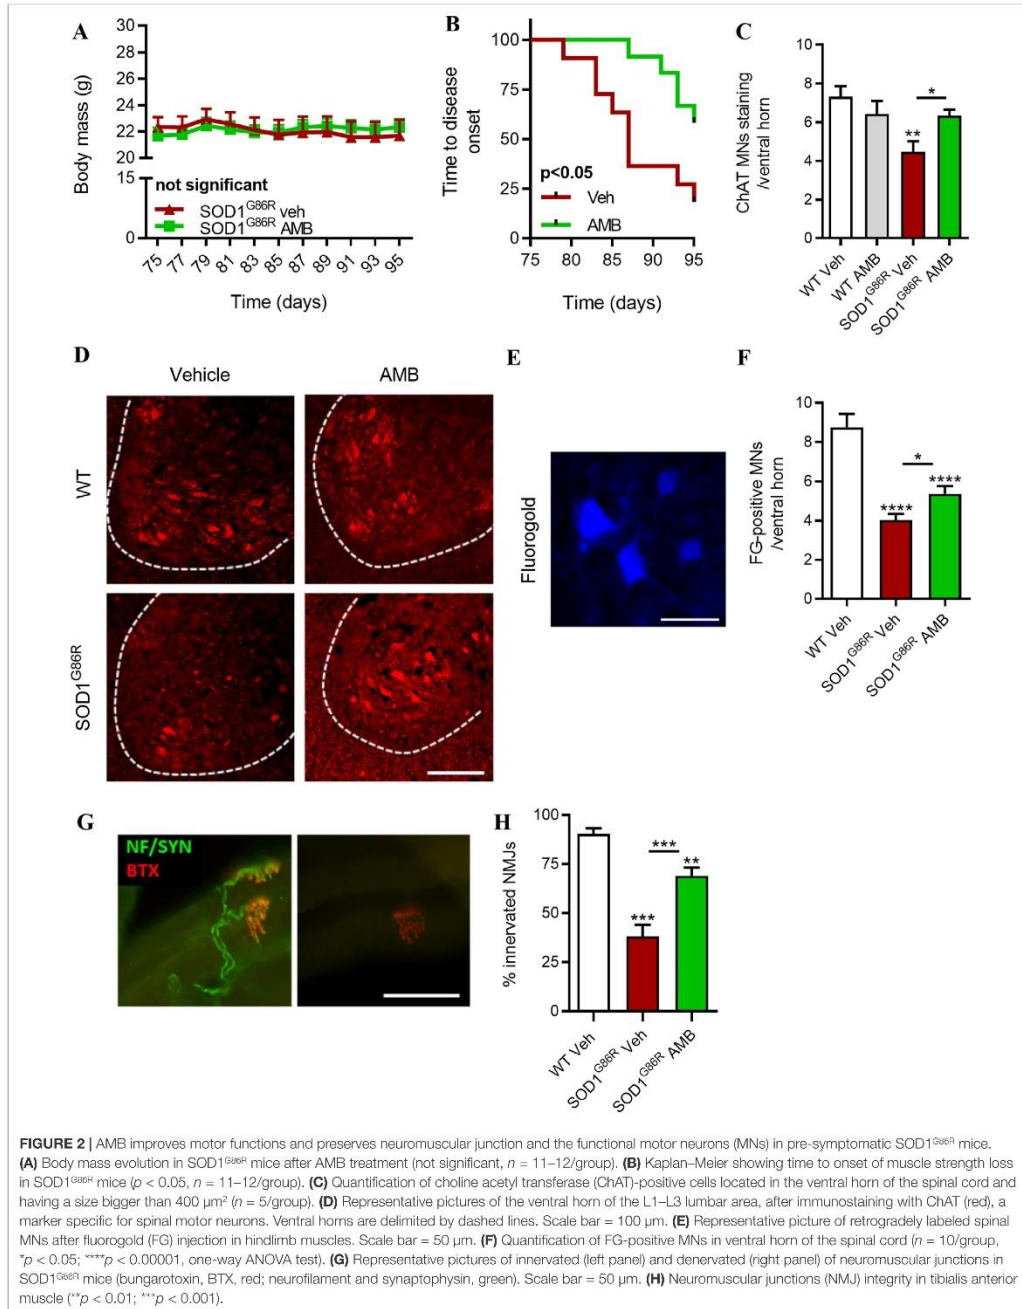 A
Body mass (g)
30
28
26
24
22
20
15
0
not significant
SOD1G86R veh
SOD1G86R AMB
75 77 79 81 83 85 87 89 91 93 95
Time (days)
B
Time to disease
onset
100
75
50
25
0
p<0.05
Veh
AMB
75 80 85 90 95
Time (days)
C
ChAT MNs staining
/ventral horn
10
8
6
4
2
0
*
**
WT Veh
WT AMB
SOD1G86R Veh
SOD1G86R AMB
D
Vehicle AMB
WT
SOD1G86R
E
Fluorogold
F
FG-positive MNs
/ventral horn
10
8
6
4
2
0
*
****
****
WT Veh
SOD1G86R Veh
SOD1G86R AMB
G
NF/SYN
BTX
H
% innervated NMJs
100
75
50
25
0
***
**
***
WT Veh
SOD1G86R Veh
SOD1G86R AMB
FIGURE 2 | AMB improves motor functions and preserves neuromuscular junction and the functional motor neurons (MNs) in pre-symptomatic SOD1G86R mice.
(A) Body mass evolution in SOD1G86R mice after AMB treatment (not significant, n = 11–12/group). (B) Kaplan–Meier showing time to onset of muscle strength loss
in SOD1G86R mice (p < 0.05, n = 11–12/group). (C) Quantification of choline acetyl transferase (ChAT)-positive cells located in the ventral horn of the spinal cord and
having a size bigger than 400 µm² (n = 5/group). (D) Representative pictures of the ventral horn of the L1–L3 lumbar area, after immunostaining with ChAT (red), a
marker specific for spinal motor neurons. Ventral horns are delimited by dashed lines. Scale bar = 100 µm. (E) Representative picture of retrogradely labeled spinal
MNs after fluorogold (FG) injection in hindlimb muscles. Scale bar = 50 µm. (F) Quantification of FG-positive MNs in ventral horn of the spinal cord (n = 10/group,
*p < 0.05; ****p < 0.00001, one-way ANOVA test). (G) Representative pictures of innervated (left panel) and denervated (right panel) of neuromuscular junctions in
SOD1G86R mice (bungarotoxin, BTX, red; neurofilament and synaptophysin, green). Scale bar = 50 µm. (H) Neuromuscular junctions (NMJ) integrity in tibialis anterior
muscle (**p < 0.01; ***p < 0.001).